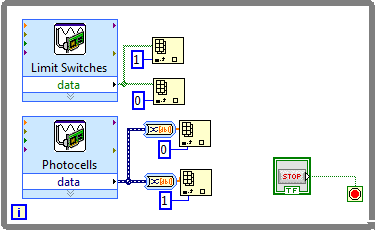 1
Limit Switches
data
0
Photocells
0
data
1
STOP
TF
i